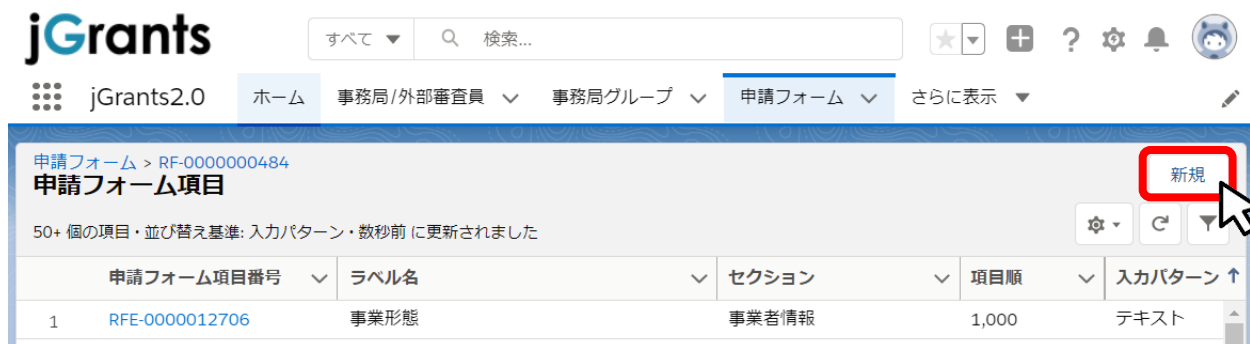 jGrants
すべて ▼ 検索...
jGrants2.0 ホーム 事務局/外部審査員 事務局グループ 申請フォーム さらに表示 ▼
申請フォーム > RF-0000000484
申請フォーム項目
新規
50+ 個の項目・並び替え基準: 入力パターン・数秒前 に更新されました
申請フォーム項目番号 ラベル名 セクション 項目順 入力パターン ↑
1 RFE-0000012706 事業形態 事業者情報 1,000 テキスト